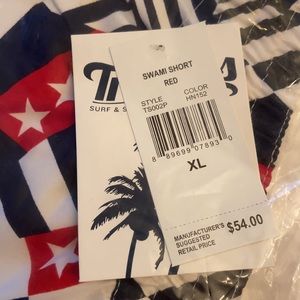 SURF & S
SWAMI SHORT
RED
STYLE COLOR
TS002P HN152
8 89699 07893 0
XL
MANUFACTURER'S
SUGGESTED $54.00
RETAIL PRICE